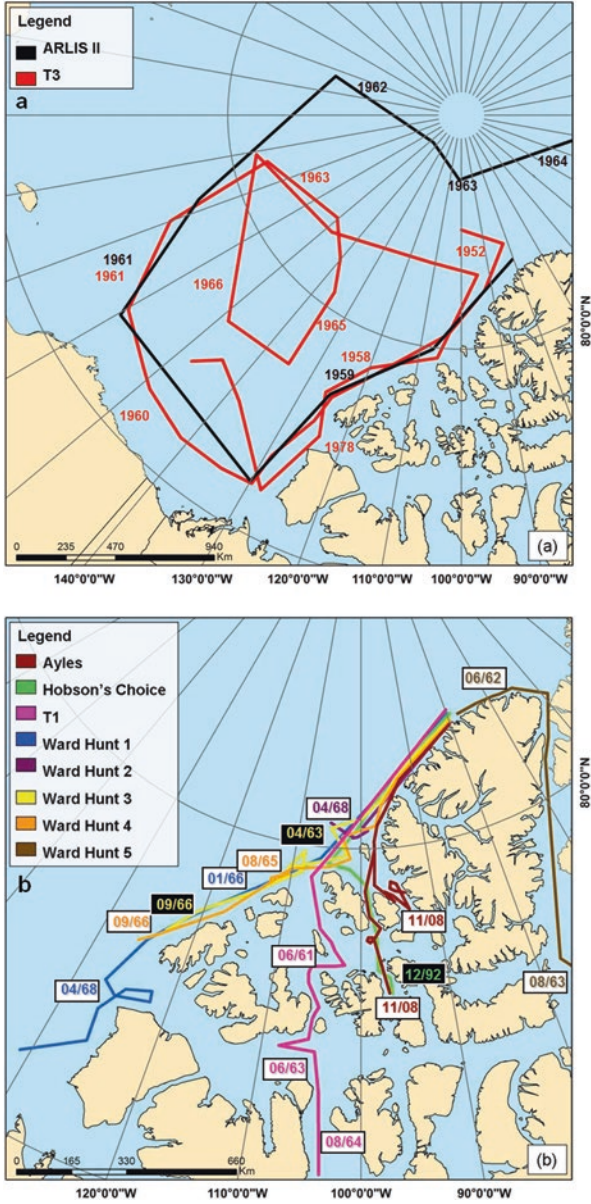 Legend
ARLIS II
T3
a
1962
1963
1964
1963
1952
1961
1961
1966
1965
1958
1959
1960
1978
80°0'0"N
0 235 470 940
Km
(a)
140°0'0"W 130°0'0"W 120°0'0"W 110°0'0"W 100°0'0"W 90°0'0"W
Legend
Ayles
Hobson's Choice
T1
Ward Hunt 1
Ward Hunt 2
Ward Hunt 3
Ward Hunt 4
Ward Hunt 5
b
06/62
80°0'0"N
04/68
04/63
08/65
01/66
09/66
09/66
11/08
06/61
12/92
04/68
08/63
11/08
06/63
08/64
0 165 330 660
Km
(b)
120°0'0"W 110°0'0"W 100°0'0"W 90°0'0"W